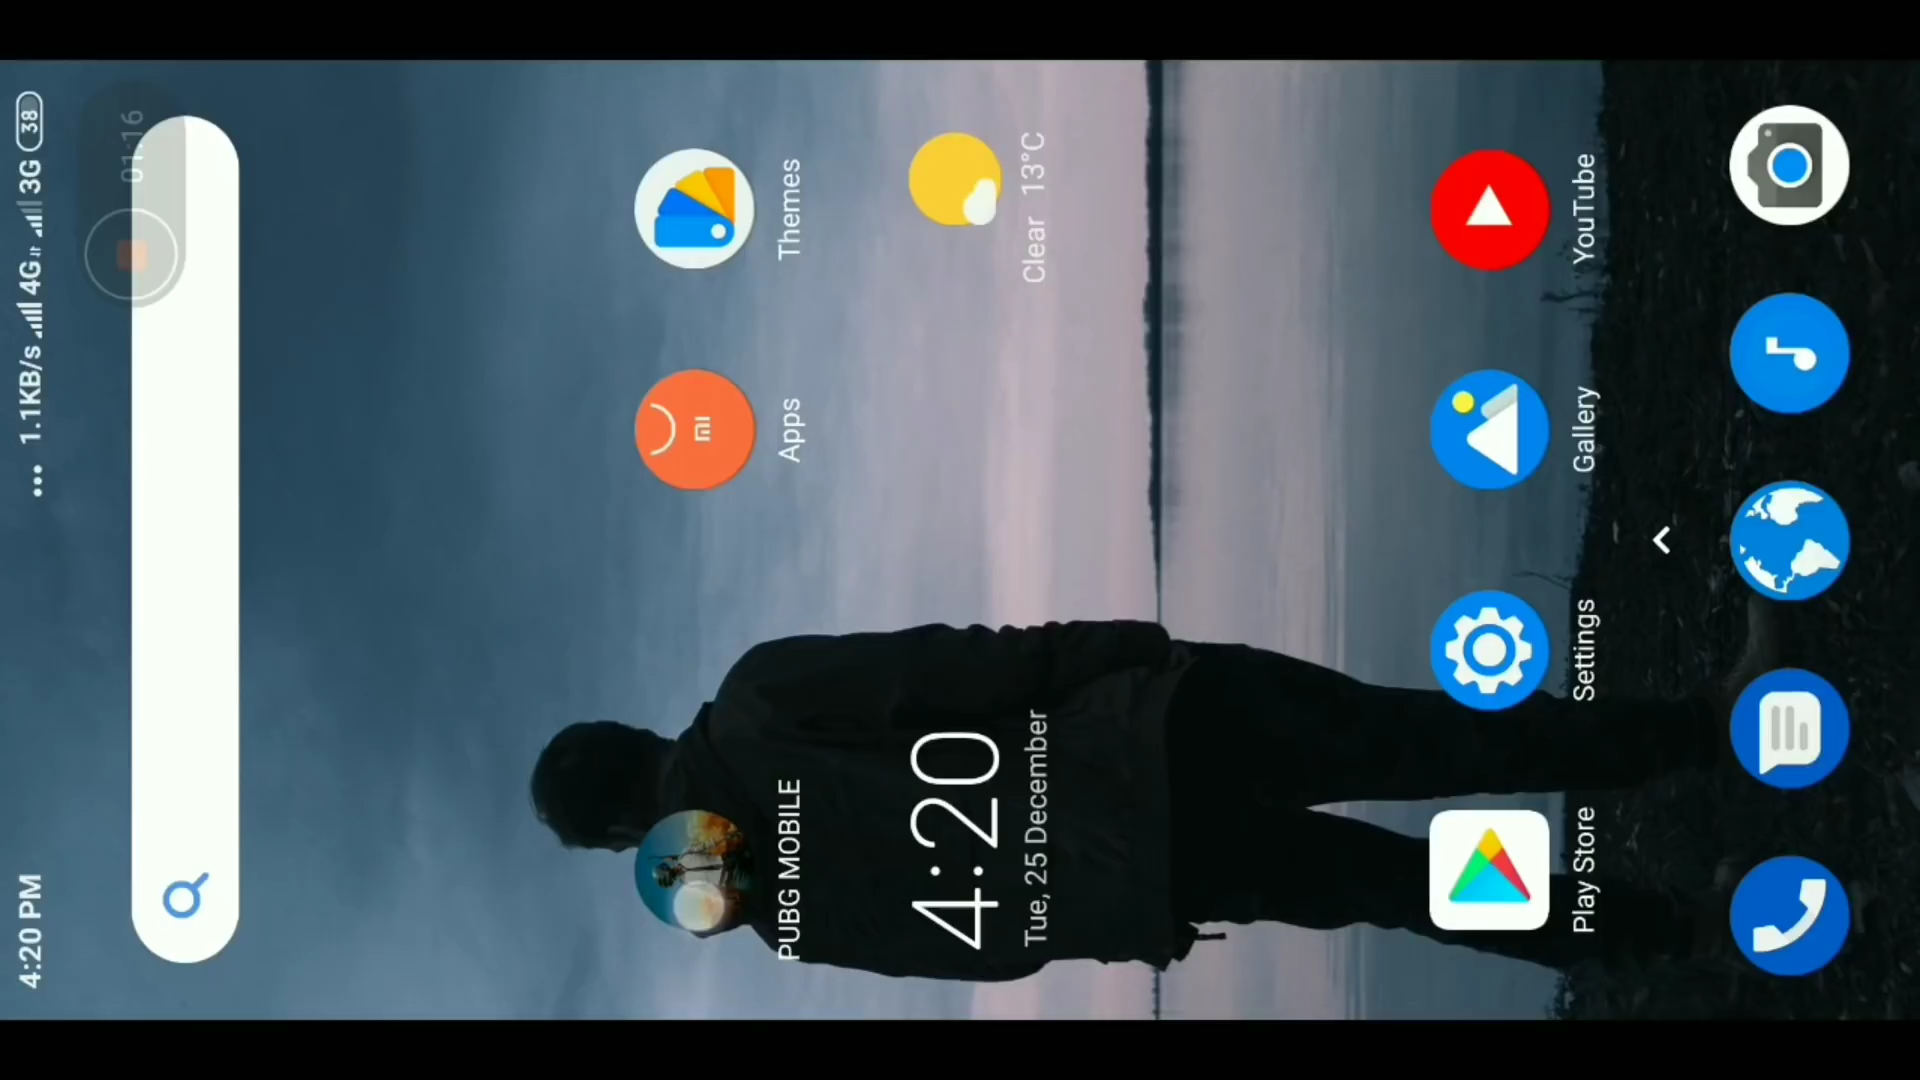 4:20 PM ... 1.1KB/s 4G 3G 38
01:16
PUBG MOBILE
Apps
Themes
4:20
Tue, 25 December
Clear 13°C
Play Store
Settings
Gallery
YouTube